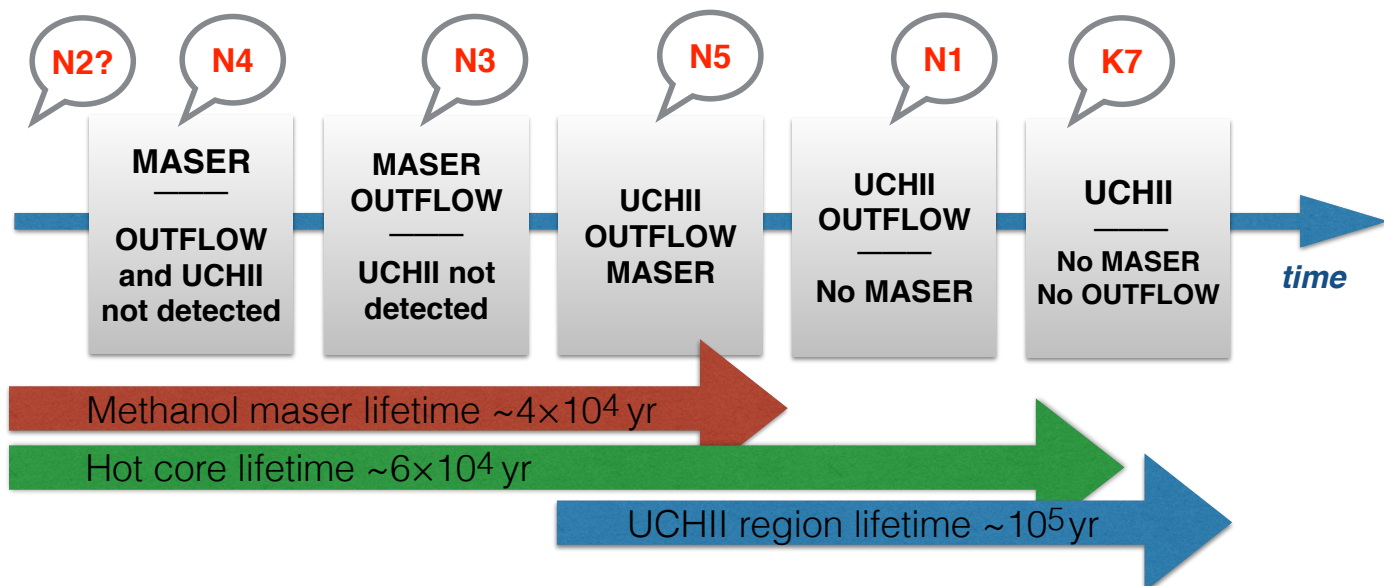 N2?
N4
N3
N5
N1
K7
MASER
OUTFLOW
and UCHII
not detected
MASER
OUTFLOW
UCHII not
detected
UCHII
OUTFLOW
MASER
UCHII
OUTFLOW
No MASER
UCHII
No MASER
No OUTFLOW
time
Methanol maser lifetime ~4×10⁴ yr
Hot core lifetime ~6×10⁴ yr
UCHII region lifetime ~10⁵ yr